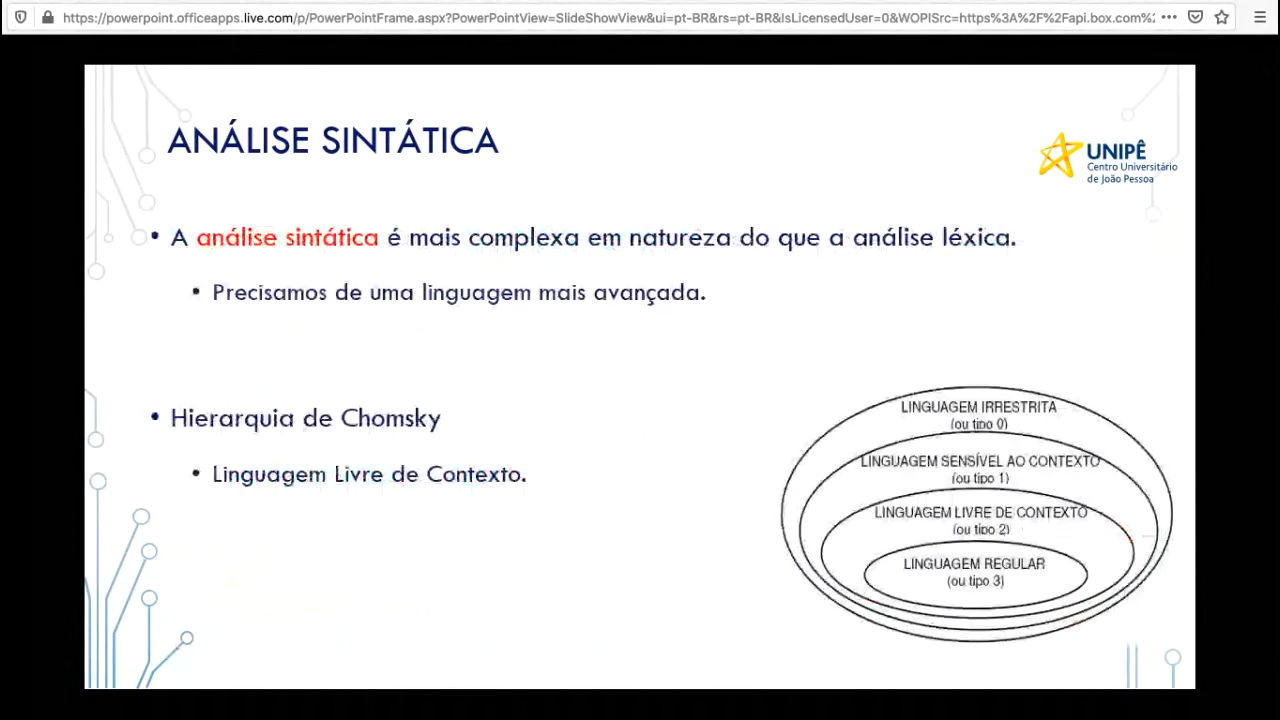 https://powerpoint.officeapps.live.com/p/PowerPointFrame.aspx?PowerPointView=SlideShowView&ui=pt-BR&rs=pt-BR&IsLicensedUser=0&WOPISrc=https%3A%2F%2Fapi.box.com%2
ANÁLISE SINTÁTICA
UNIPÊ
Centro Universitário
de João Pessoa
• A análise sintática é mais complexa em natureza do que a análise léxica.
• Precisamos de uma linguagem mais avançada.
• Hierarquia de Chomsky
• Linguagem Livre de Contexto.
LINGUAGEM IRRESTRITA
(ou tipo 0)
LINGUAGEM SENSÍVEL AO CONTEXTO
(ou tipo 1)
LINGUAGEM LIVRE DE CONTEXTO
(ou tipo 2)
LINGUAGEM REGULAR
(ou tipo 3)